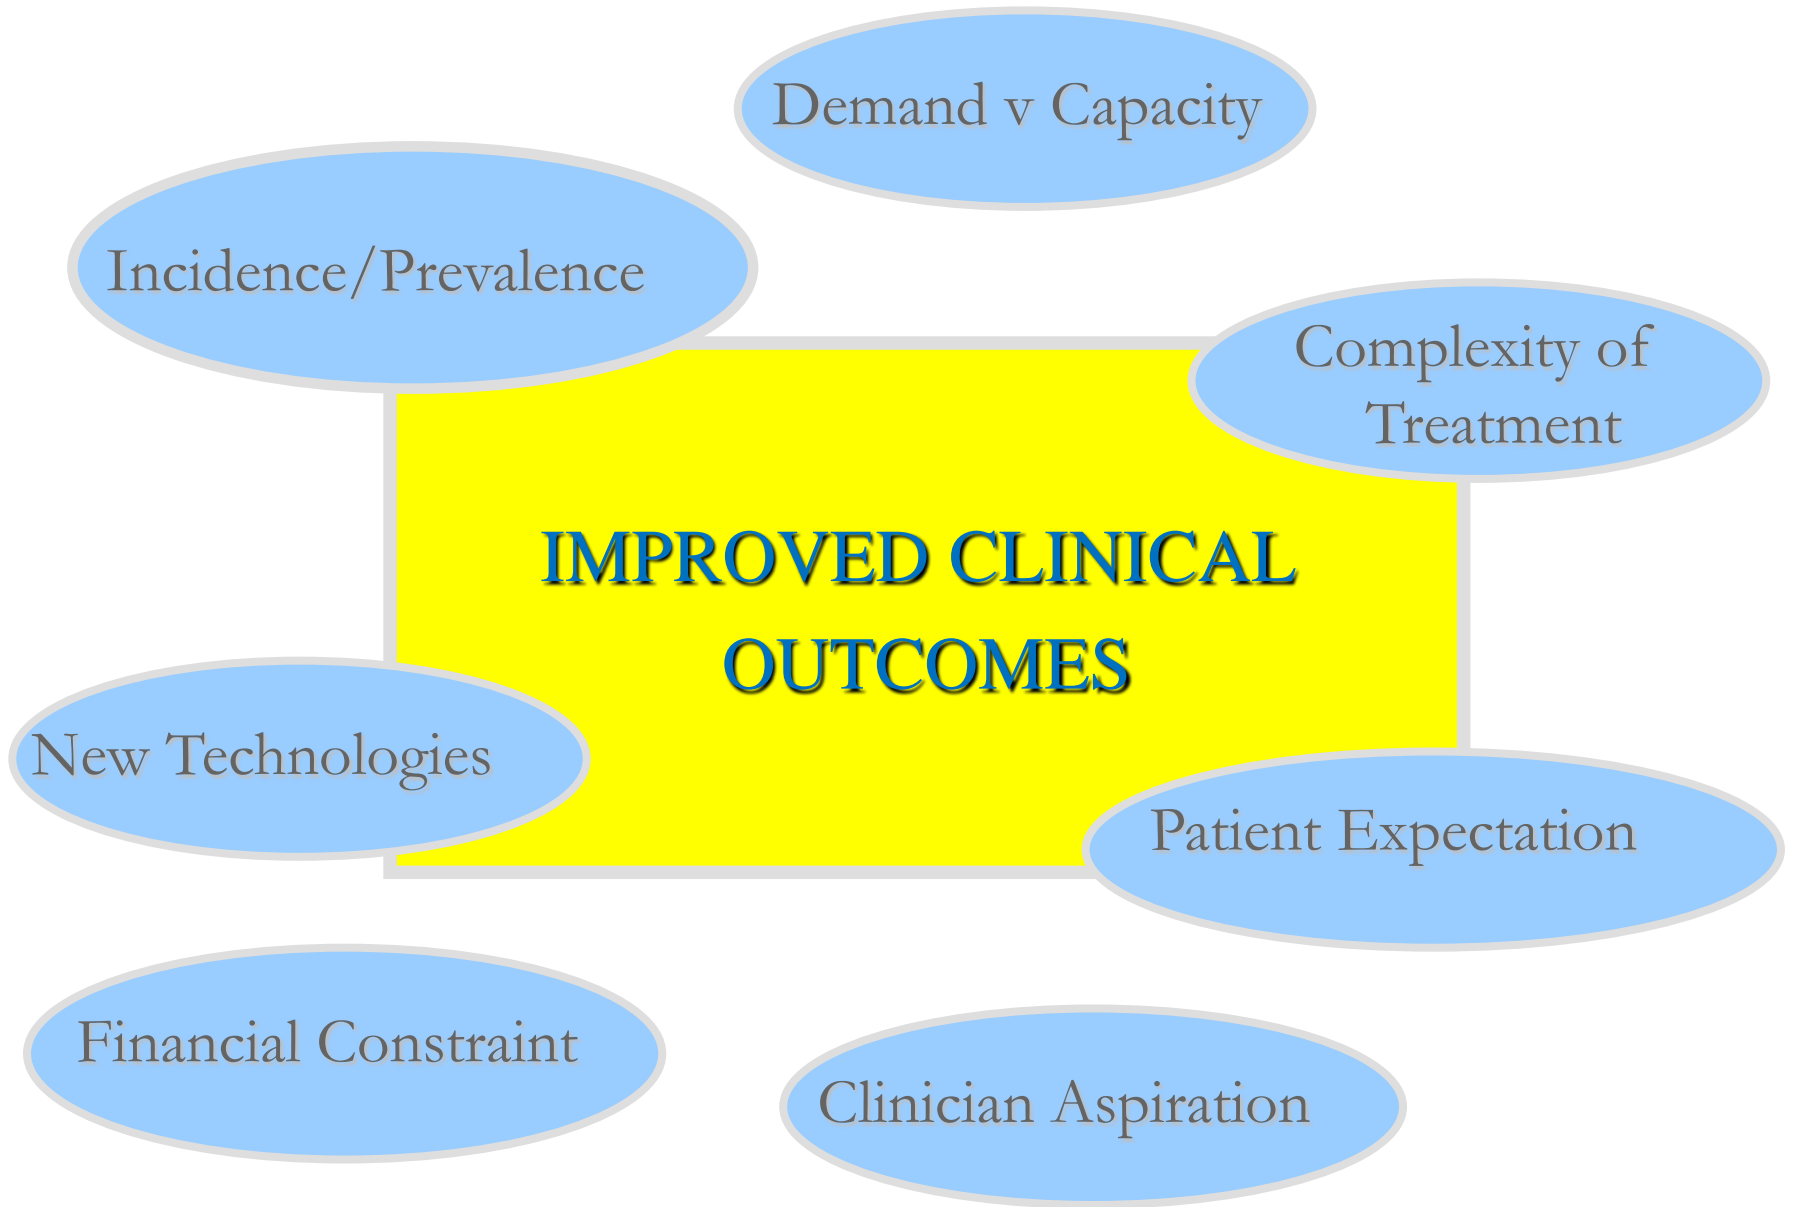 Demand v Capacity
Incidence/Prevalence
Complexity of
Treatment
IMPROVED CLINICAL
OUTCOMES
New Technologies
Patient Expectation
Financial Constraint
Clinician Aspiration